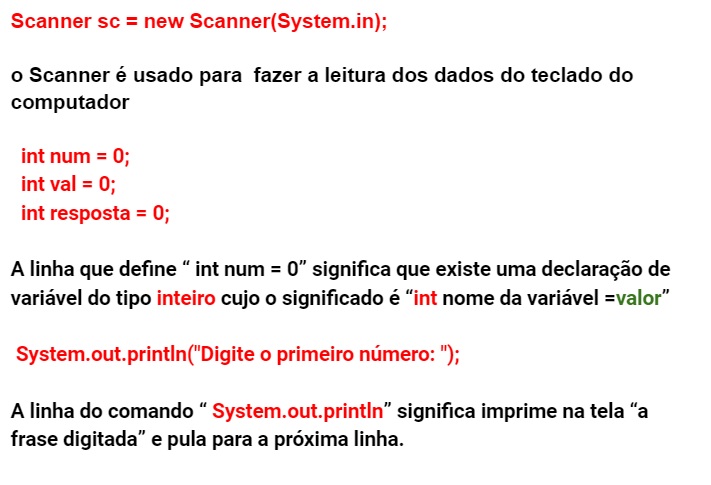 Scanner sc = new Scanner(System.in);
o Scanner é usado para  fazer a leitura dos dados do teclado do
computador
int num = 0;
int val = 0;
int resposta = 0;
A linha que define “ int num = 0” significa que existe uma declaração de
variável do tipo inteiro cujo o significado é “int nome da variável =valor”
System.out.println("Digite o primeiro número: ");
A linha do comando “ System.out.println” significa imprime na tela “a
frase digitada” e pula para a próxima linha.